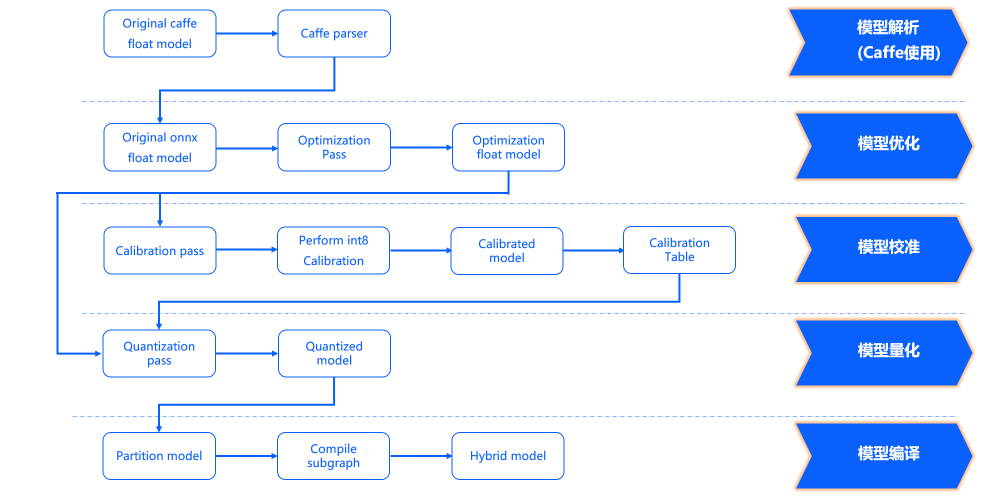 Original caffe
float model
Caffe parser
模型解析
(Caffe使用)
Original onnx
float model
Optimization
Pass
Optimization
float model
模型优化
Calibration pass
Perform int8
Calibration
Calibrated
model
Calibration
Table
模型校准
Quantization
pass
Quantized
model
模型量化
Partition model
Compile
subgraph
Hybrid model
模型编译